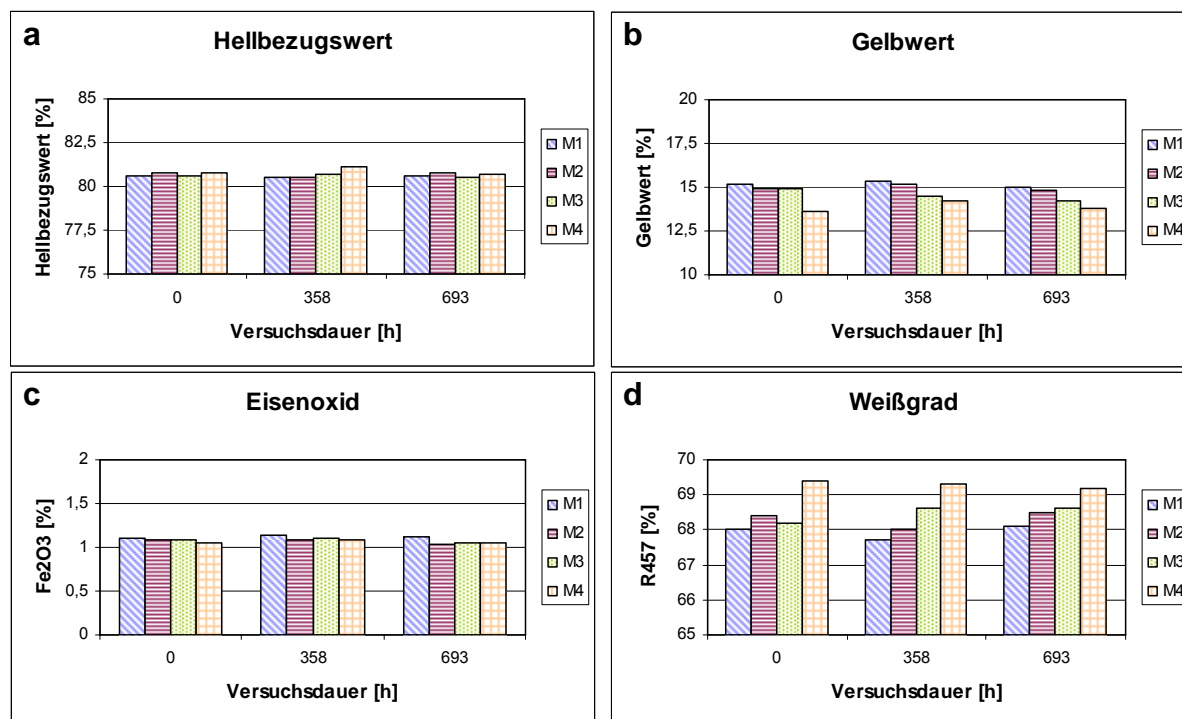 a
Hellbezugswert
Hellbezugswert [%]
85
82,5
80
77,5
75
0 358 693
Versuchsdauer [h]
M1
M2
M3
M4
b
Gelbwert
Gelbwert [%]
20
17,5
15
12,5
10
0 358 693
Versuchsdauer [h]
M1
M2
M3
M4
c
Eisenoxid
Fe2O3 [%]
2
1,5
1
0,5
0
0 358 693
Versuchsdauer [h]
M1
M2
M3
M4
d
Weißgrad
R457 [%]
70
69
68
67
66
65
0 358 693
Versuchsdauer [h]
M1
M2
M3
M4